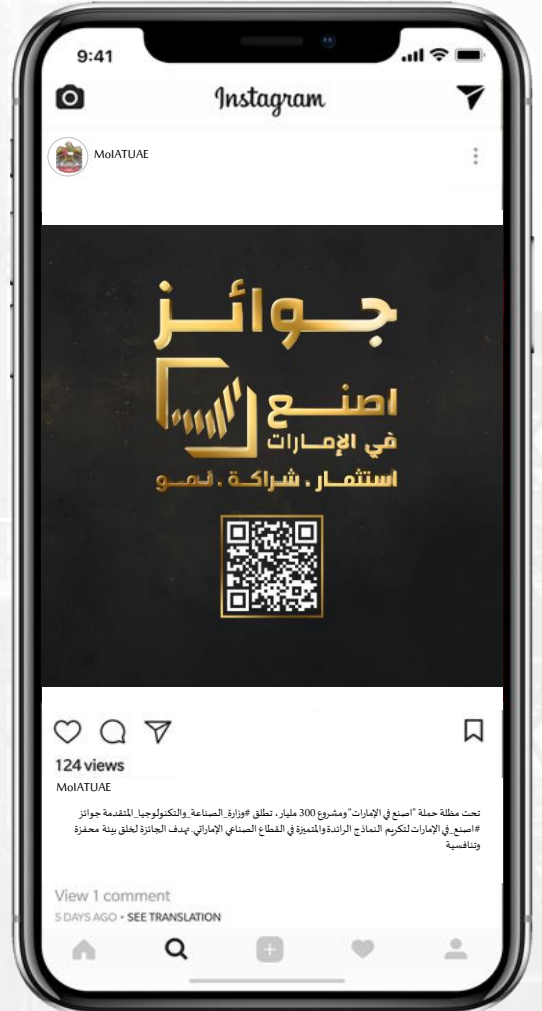 9:41
Instagram
MoIATUAE
جوائز
اصنع
في الإمارات
استثمار . شراكة . نمو
124 views
MoIATUAE
تحت مظلة حملة "اصنع في الإمارات" ومشروع 300 مليار ، تطلق #وزارة_الصناعة_والتكنولوجيا_المتقدمة جوائز
#اصنع_في الإمارات لتكريم النماذج الرائدة والمتميزة في القطاع الصناعي الإماراتي. تهدف الجائزة لخلق بيئة محفزة
وتنافسية
View 1 comment
5 DAYS AGO • SEE TRANSLATION